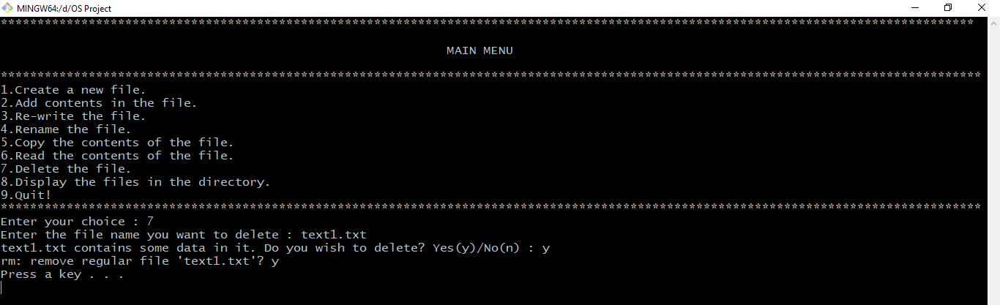 MINGW64:/d/OS Project
*************************************************************************************************************************************
MAIN MENU
**************************************************************************************************************************************
1.Create a new file.
2.Add contents in the file.
3.Re-write the file.
4.Rename the file.
5.Copy the contents of the file.
6.Read the contents of the file.
7.Delete the file.
8.Display the files in the directory.
9.Quit!
**************************************************************************************************************************************
Enter your choice : 7
Enter the file name you want to delete : text1.txt
text1.txt contains some data in it. Do you wish to delete? Yes(y)/No(n) : y
rm: remove regular file 'text1.txt'? y
Press a key . . .